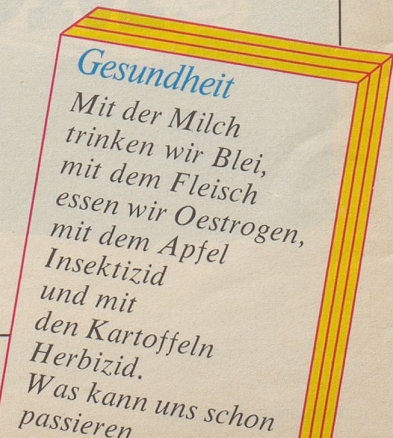 Gesundheit
Mit der Milch
trinken wir Blei,
mit dem Fleisch
essen wir Oestrogen,
mit dem Apfel
Insektizid
und mit
den Kartoffeln
Herbizid.
Was kann uns schon
passieren